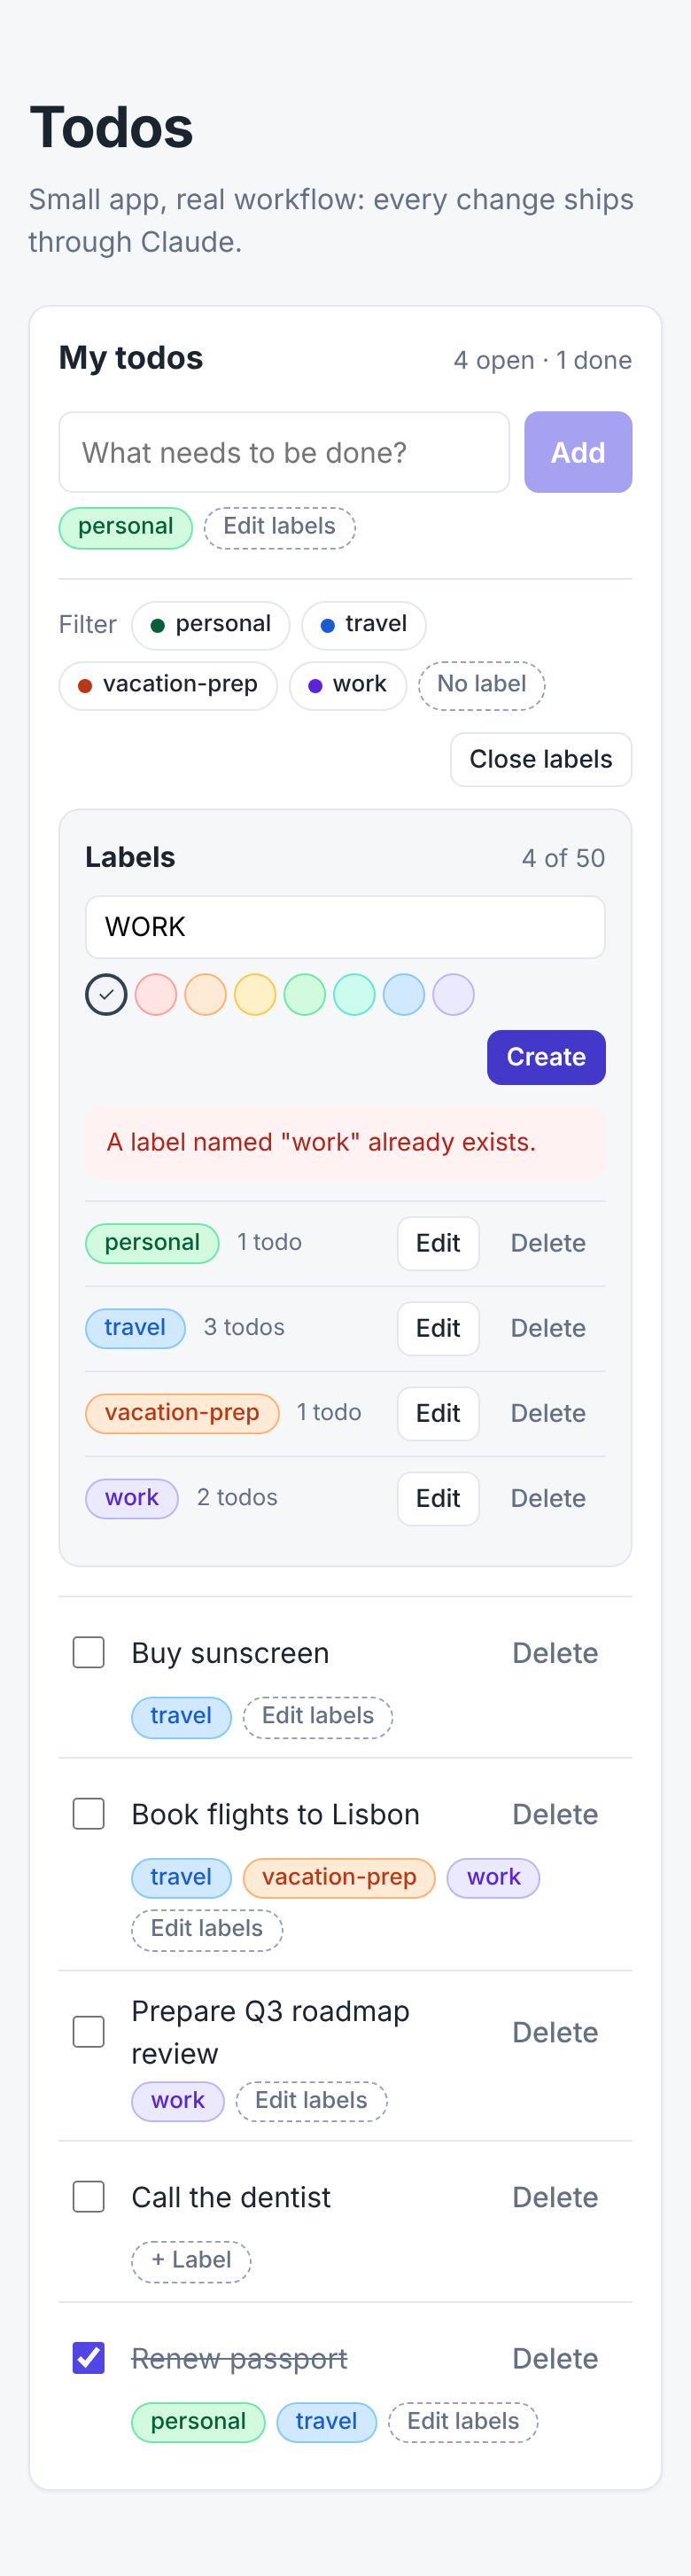 Todos
Small app, real workflow: every change ships
through Claude.
My todos
4 open · 1 done
What needs to be done?
Add
personal
Edit labels
Filter
personal
travel
vacation-prep
work
No label
Close labels
Labels
4 of 50
WORK
Create
A label named "work" already exists.
personal
1 todo
Edit
Delete
travel
3 todos
Edit
Delete
vacation-prep
1 todo
Edit
Delete
work
2 todos
Edit
Delete
Buy sunscreen
Delete
travel
Edit labels
Book flights to Lisbon
Delete
travel
vacation-prep
work
Edit labels
Prepare Q3 roadmap
review
Delete
work
Edit labels
Call the dentist
Delete
+ Label
Renew passport
Delete
personal
travel
Edit labels